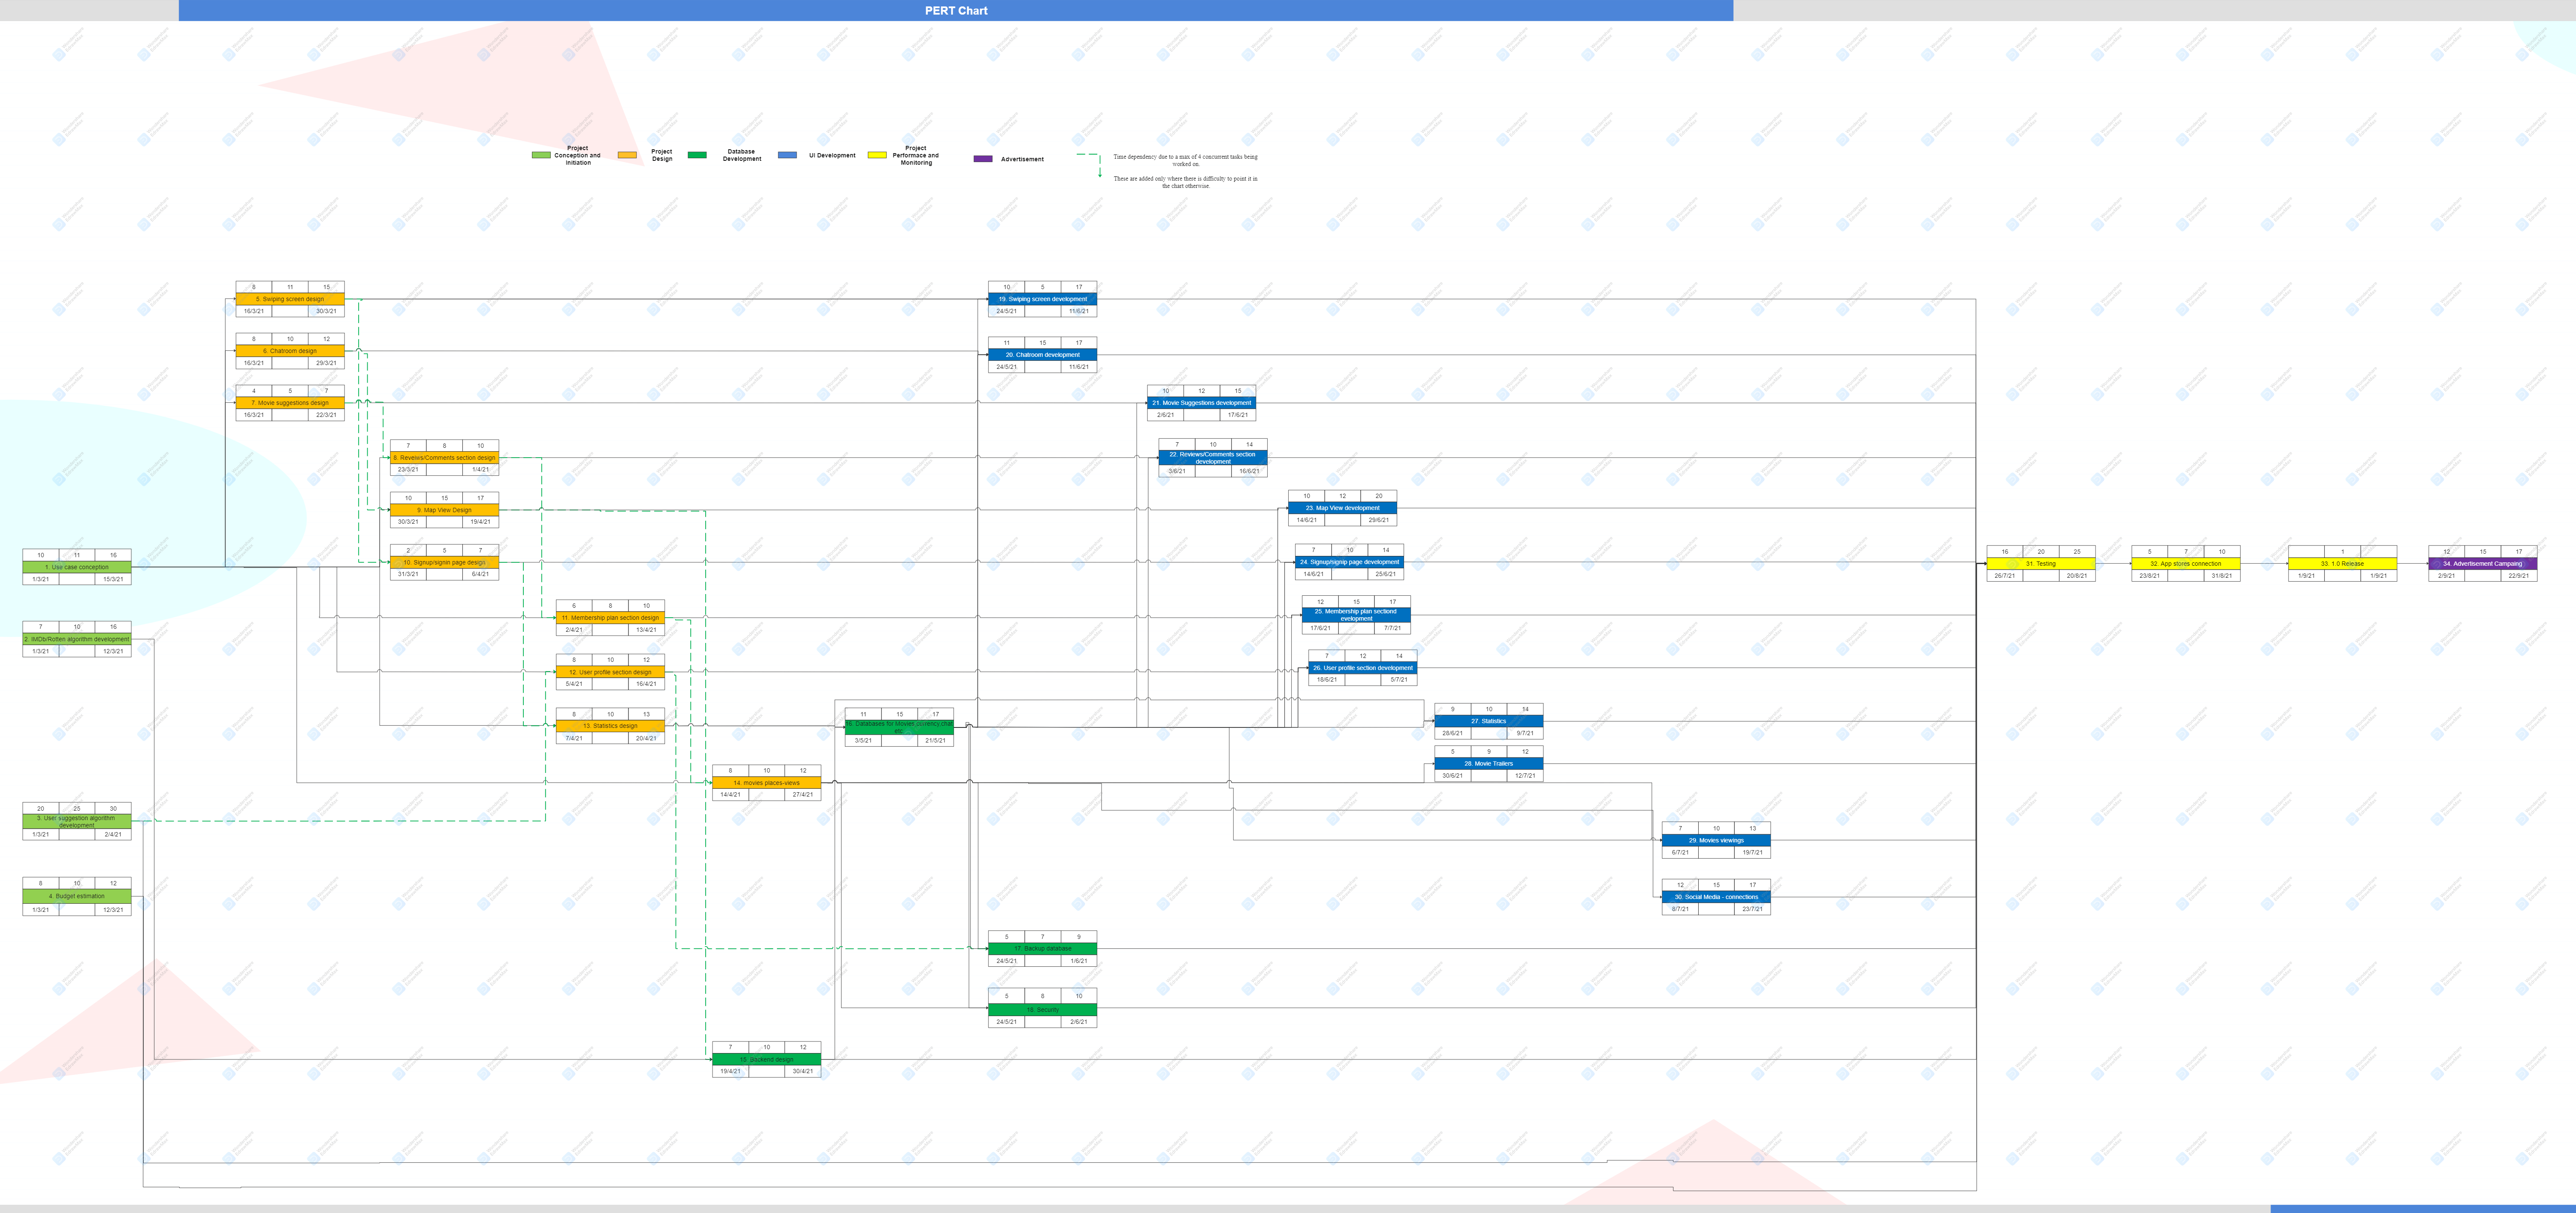 PERT Chart
Project Conception and Initiation
Project Design
Database Development
UI Development
Project Performace and Monitoring
Advertisement
Time dependency due to a max of 4 concurrent tasks being
worked on.
These are added only where there is difficulty to point it in
the chart otherwise.
8 11 15
5. Swiping screen design
16/3/21 30/3/21
8 10 12
6. Chatroom design
16/3/21 29/3/21
4 5 7
7. Movie suggestions design
16/3/21 22/3/21
7 8 10
8. Reveiws/Comments section design
23/3/21 1/4/21
10 15 17
9. Map View Design
30/3/21 19/4/21
2 5 7
10. Signup/signin page design
31/3/21 6/4/21
10 11 16
1. Use case conception
1/3/21 15/3/21
7 10 16
2. IMDb/Rotten algorithm development
1/3/21 12/3/21
20 25 30
3. User suggestion algorithm
development
1/3/21 2/4/21
8 10 12
4. Budget estimation
1/3/21 12/3/21
6 8 10
11. Membership plan section design
2/4/21 13/4/21
8 10 12
12. User profile section design
5/4/21 16/4/21
8 10 13
13. Statistics design
7/4/21 20/4/21
8 10 12
14. movies places-views
14/4/21 27/4/21
7 10 12
15. Backend design
19/4/21 30/4/21
11 15 17
16. Databases for Movies, currency,chat
etc
3/5/21 21/5/21
5 7 9
17. Backup database
24/5/21 1/6/21
5 8 10
18. Security
24/5/21 2/6/21
10 5 17
19. Swiping screen development
24/5/21 11/6/21
11 15 17
20. Chatroom development
24/5/21 11/6/21
10 12 15
21. Movie Suggestions development
2/6/21 17/6/21
7 10 14
22. Reviews/Comments section
development
3/6/21 16/6/21
10 12 20
23. Map View development
14/6/21 29/6/21
7 10 14
24. Signup/signip page development
14/6/21 25/6/21
12 15 17
25. Membership plan sectiond
evelopment
17/6/21 7/7/21
7 12 14
26. User profile section development
18/6/21 5/7/21
9 10 14
27. Statistics
28/6/21 9/7/21
5 9 12
28. Movie Trailers
30/6/21 12/7/21
7 10 13
29. Movies viewings
6/7/21 19/7/21
12 15 17
30. Social Media - connections
8/7/21 23/7/21
16 20 25
31. Testing
26/7/21 20/8/21
5 7 10
32. App stores connection
23/8/21 31/8/21
1
33. 1.0 Release
1/9/21 1/9/21
12 15 17
34. Advertisement Campaing
2/9/21 22/9/21